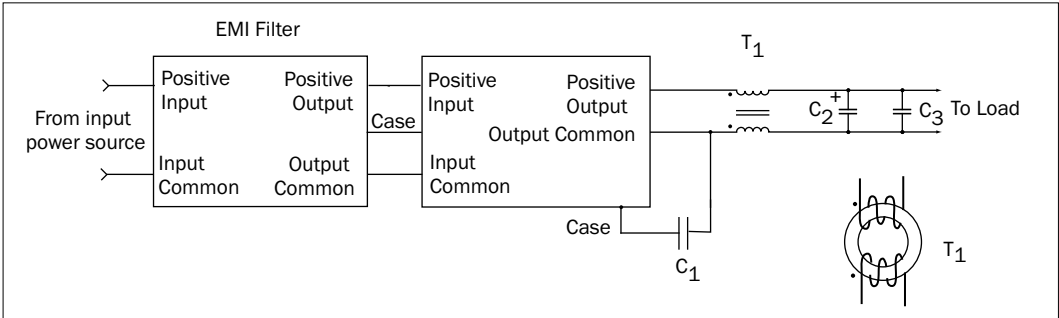 EMI Filter
From input
power source
Positive
Input
Positive
Output
Input
Common
Output
Common
Case
Positive
Input
Positive
Output
Output Common
Input
Common
Case
C1
T1
+
C2
C3
To Load
T1